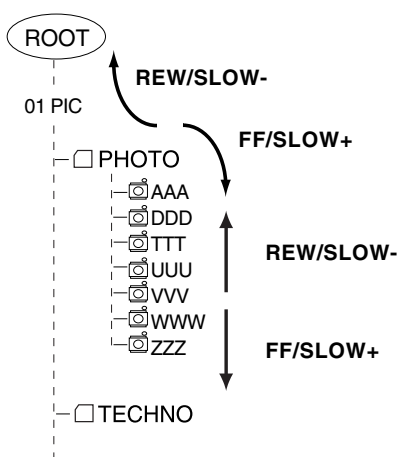 ROOT
REW/SLOW-
01 PIC
FF/SLOW+
PHOTO
AAA
DDD
TTT
UUU
REW/SLOW-
VVV
WWW
ZZZ
FF/SLOW+
TECHNO